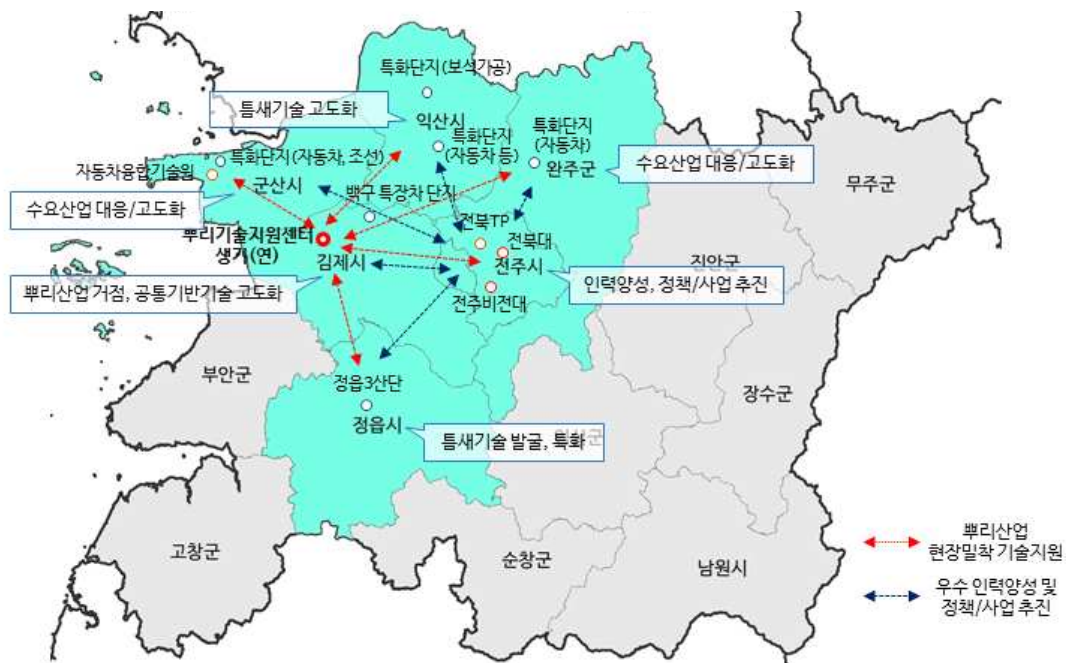 특화단지(보석가공)
틈새기술 고도화
익산시
특화단지
(자동차 등)
특화단지
(자동차)
완주군
수요산업 대응/고도화
무주군
특화단지(자동차, 조선)
자동차융합기술원
군산시
수요산업 대응/고도화
백구 특장차 단지
뿌리기술지원센터
생기(연)
김제시
전북TP
전북대
전주시
전주비전대
진안군
뿌리산업 거점, 공통기반기술 고도화
인력양성, 정책/사업 추진
부안군
정읍3산단
정읍시
장수군
틈새기술 발굴, 특화
고창군
순창군
남원시
뿌리산업
현장밀착 기술지원
우수 인력양성 및
정책/사업 추진